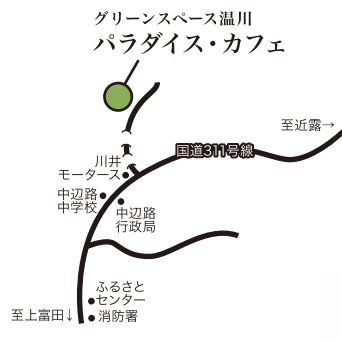 グリーンスペース温川
パラダイス・カフェ
至近露→
国道311号線
川井
モータース
中辺路
中学校
中辺路
行政局
ふるさと
センター
至上富田↓
消防署